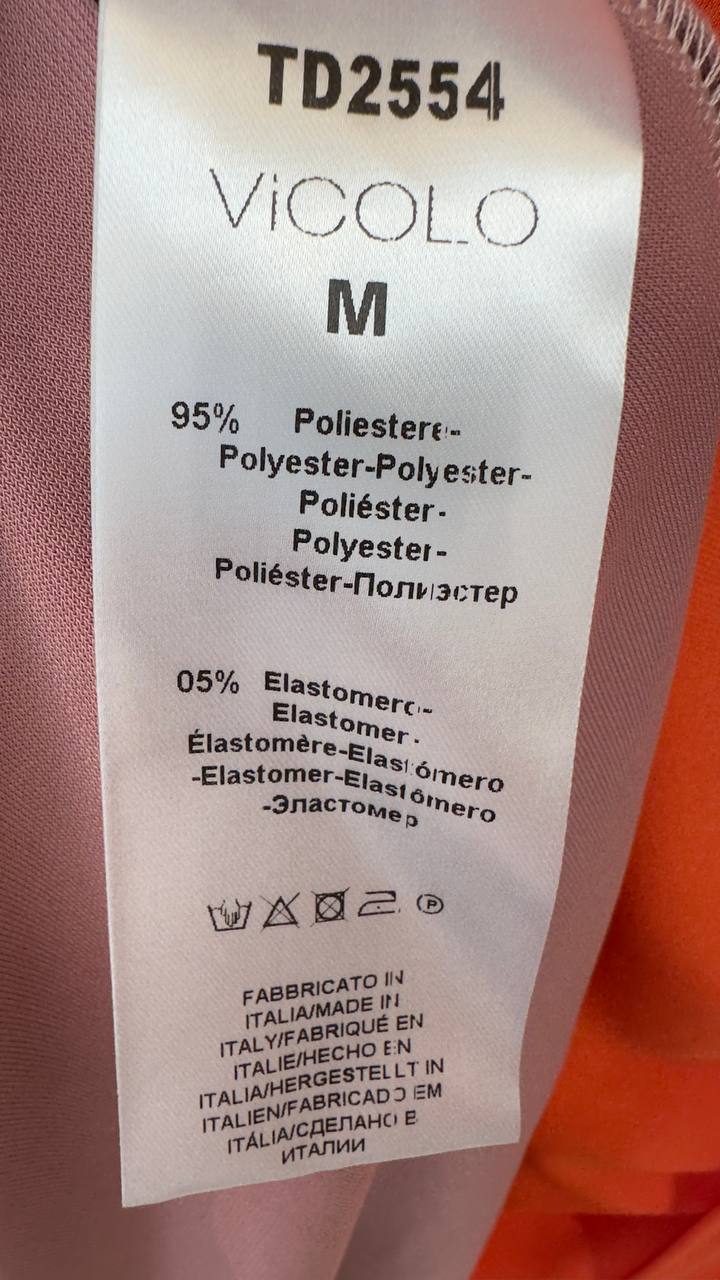 TD2554
ViCOLO
M
95% Poliestere-
Polyester-Polyester-
Poliéster-
Polyester-
Poliéster-Полиэстер
05% Elastomero-
Elastomer-
Élastomère-Elastómero
-Elastomer-Elastómero
-Эластомер
P
FABBRICATO IN
ITALIA/MADE IN
ITALY/FABRIQUÉ EN
ITALIE/HECHO EN
ITALIA/HERGESTELLT IN
ITALIEN/FABRICADO EM
ITÁLIA/СДЕЛАНО В
ИТАЛИИ